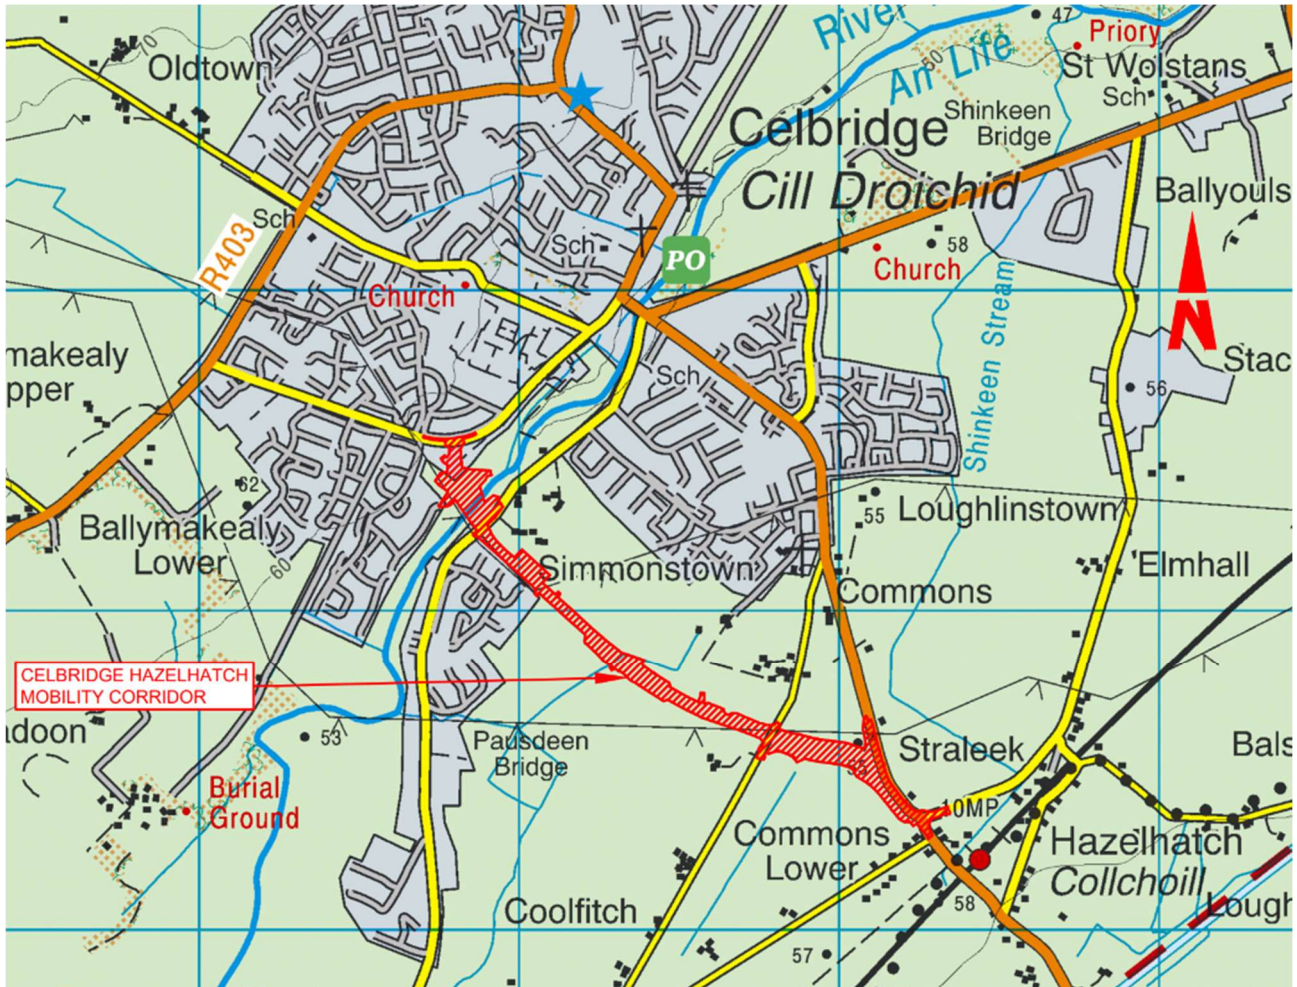 River
47
Priory
70
Oldtown
An Life
50
St Wolstans
Sch
Celbridge
Shinkeen
Bridge
Cill Droichid
Ballyouls
Sch
Sch
R403
58
PO
Church
Church
Shinkeen Stream
N
makealy
pper
Stac
Sch
56
62
Loughlinstown
55
Ballymakealy
Lower
60
Simmonstown
Elmhall
Commons
CELBRIDGE HAZELHATCH
MOBILITY CORRIDOR
adoon
53
Pausdeen
Bridge
Straleek
Bals
55
Burial
Ground
10MP
Commons
Lower
Hazelhatch
Collchoill
58
Coolfitch
Lough
57